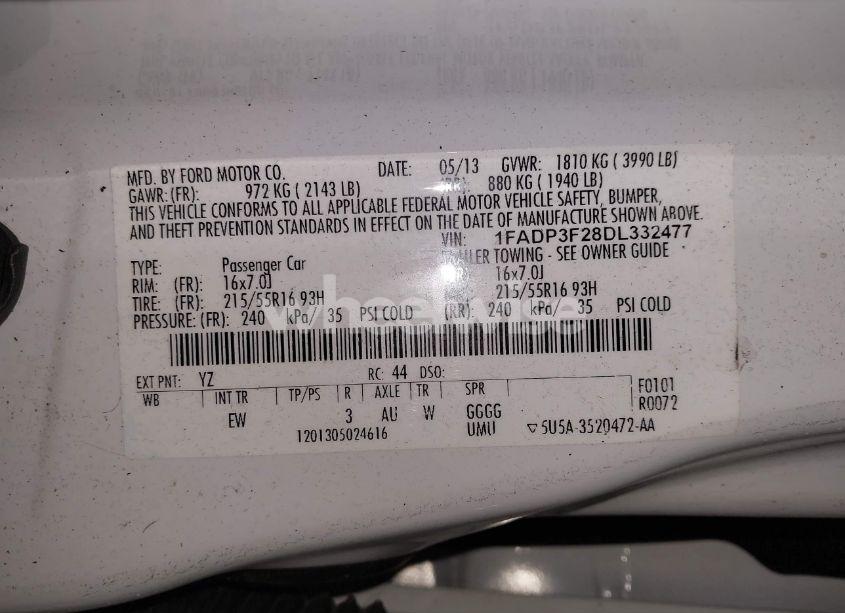 MFD. BY FORD MOTOR CO. DATE: 05/13 GVWR: 1810 KG ( 3990 LB)
GAWR: (FR): 972 KG ( 2143 LB) (RR): 880 KG ( 1940 LB)
THIS VEHICLE CONFORMS TO ALL APPLICABLE FEDERAL MOTOR VEHICLE SAFETY, BUMPER,
AND THEFT PREVENTION STANDARDS IN EFFECT ON THE DATE OF MANUFACTURE SHOWN ABOVE.
VIN: 1FADP3F28DL332477
TYPE: Passenger Car TRAILER TOWING - SEE OWNER GUIDE
RIM: (FR): 16x7.0J 16x7.0J
TIRE: (FR): 215/55R16 93H 215/55R16 93H
PRESSURE: (FR): 240 kPa/ 35 PSI COLD (RR): 240 kPa/ 35 PSI COLD
EXT PNT: YZ RC: 44 DSO:
WB INT TR TP/PS R AXLE TR SPR F0101
R0072
EW 3 AU W GGGG
1201305024616 UMU ▽5U5A-3520472-AA